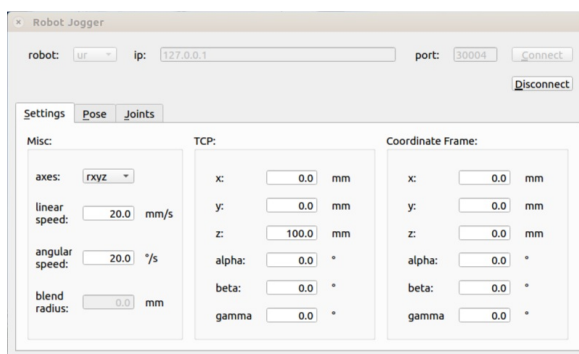 Robot Jogger
robot: ur ip: 127.0.0.1 port: 30004 Connect
Disconnect
Settings Pose Joints
Misc: TCP: Coordinate Frame:
axes: rxyz x: 0.0 mm x: 0.0 mm
linear speed: 20.0 mm/s y: 0.0 mm y: 0.0 mm
z: 100.0 mm z: 0.0 mm
angular speed: 20.0 °/s alpha: 0.0 ° alpha: 0.0 °
beta: 0.0 ° beta: 0.0 °
blend radius: 0.0 mm gamma 0.0 ° gamma 0.0 °